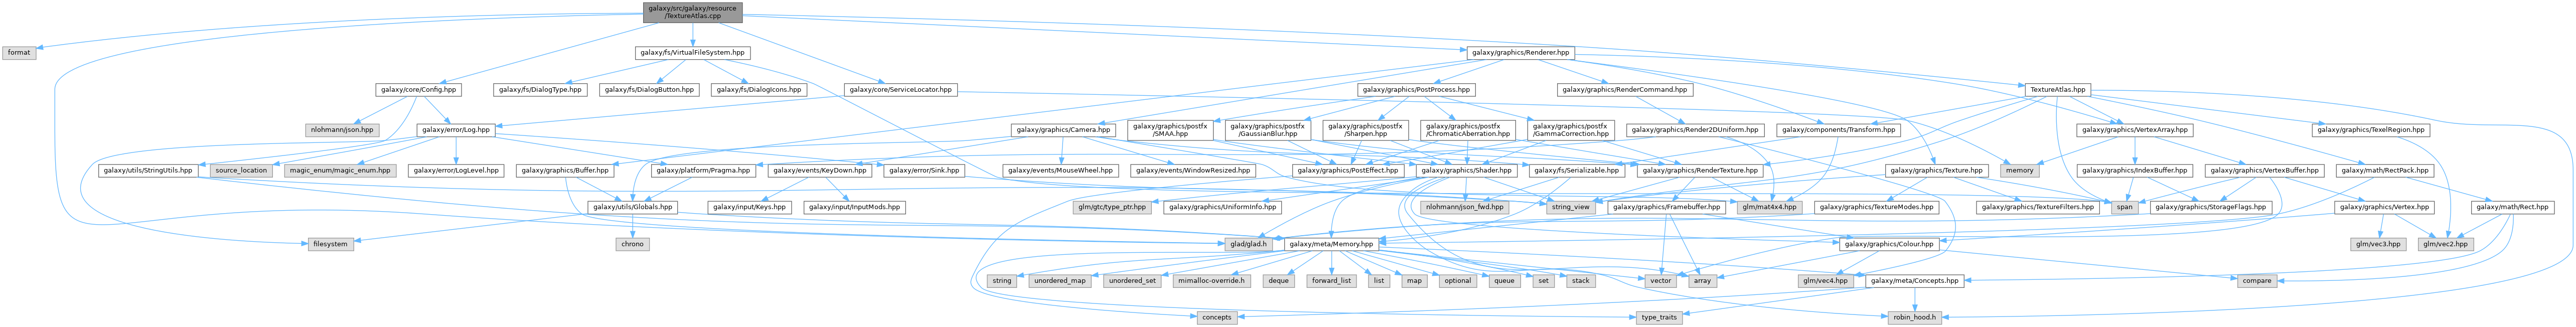 galaxy/src/galaxy/resource
/TextureAtlas.cpp
format
galaxy/fs/VirtualFileSystem.hpp
galaxy/graphics/Renderer.hpp
galaxy/core/Config.hpp
galaxy/fs/DialogType.hpp
galaxy/fs/DialogButton.hpp
galaxy/fs/DialogIcons.hpp
galaxy/core/ServiceLocator.hpp
galaxy/graphics/PostProcess.hpp
galaxy/graphics/RenderCommand.hpp
TextureAtlas.hpp
nlohmann/json.hpp
galaxy/error/Log.hpp
galaxy/graphics/Camera.hpp
galaxy/graphics/postfx
/SMAA.hpp
galaxy/graphics/postfx
/GaussianBlur.hpp
galaxy/graphics/postfx
/Sharpen.hpp
galaxy/graphics/postfx
/ChromaticAberration.hpp
galaxy/graphics/postfx
/GammaCorrection.hpp
galaxy/graphics/Render2DUniform.hpp
galaxy/components/Transform.hpp
galaxy/graphics/VertexArray.hpp
galaxy/graphics/TexelRegion.hpp
galaxy/utils/StringUtils.hpp
source_location
magic_enum/magic_enum.hpp
galaxy/error/LogLevel.hpp
galaxy/graphics/Buffer.hpp
galaxy/platform/Pragma.hpp
galaxy/events/KeyDown.hpp
galaxy/error/Sink.hpp
galaxy/events/MouseWheel.hpp
galaxy/events/WindowResized.hpp
galaxy/graphics/PostEffect.hpp
galaxy/graphics/Shader.hpp
galaxy/fs/Serializable.hpp
galaxy/graphics/RenderTexture.hpp
galaxy/graphics/Texture.hpp
memory
galaxy/graphics/IndexBuffer.hpp
galaxy/graphics/VertexBuffer.hpp
galaxy/math/RectPack.hpp
galaxy/utils/Globals.hpp
galaxy/input/Keys.hpp
galaxy/input/InputMods.hpp
glm/gtc/type_ptr.hpp
galaxy/graphics/UniformInfo.hpp
nlohmann/json_fwd.hpp
string_view
galaxy/graphics/Framebuffer.hpp
glm/mat4x4.hpp
galaxy/graphics/TextureModes.hpp
galaxy/graphics/TextureFilters.hpp
span
galaxy/graphics/StorageFlags.hpp
galaxy/graphics/Vertex.hpp
galaxy/math/Rect.hpp
filesystem
chrono
glad/glad.h
galaxy/meta/Memory.hpp
galaxy/graphics/Colour.hpp
glm/vec3.hpp
glm/vec2.hpp
string
unordered_map
unordered_set
mimalloc-override.h
deque
forward_list
list
map
optional
queue
set
stack
vector
array
glm/vec4.hpp
galaxy/meta/Concepts.hpp
compare
concepts
type_traits
robin_hood.h